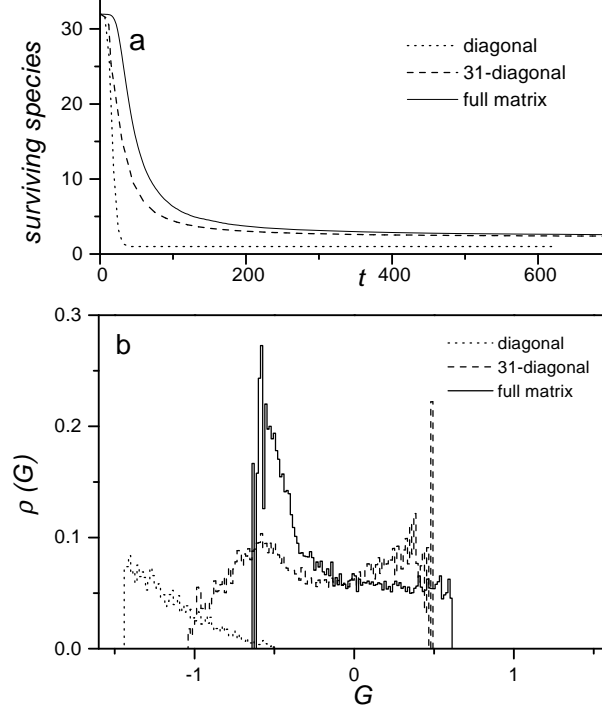 a
diagonal
31-diagonal
full matrix
surviving species
30
20
10
0
0
200
400
600
t
b
diagonal
31-diagonal
full matrix
ρ (G)
0.3
0.2
0.1
0.0
-1
0
1
G